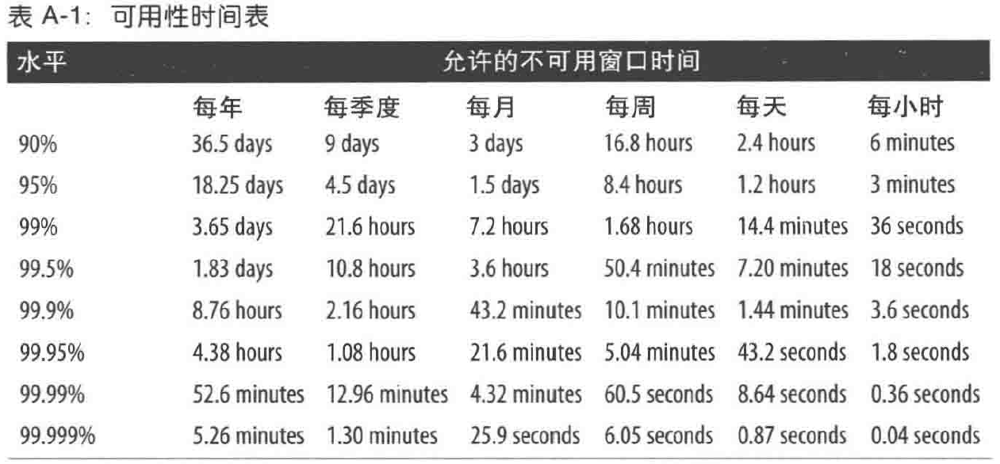 表 A-1: 可用性时间表
水平 允许的不可用窗口时间
每年 每季度 每月 每周 每天 每小时
90% 36.5 days 9 days 3 days 16.8 hours 2.4 hours 6 minutes
95% 18.25 days 4.5 days 1.5 days 8.4 hours 1.2 hours 3 minutes
99% 3.65 days 21.6 hours 7.2 hours 1.68 hours 14.4 minutes 36 seconds
99.5% 1.83 days 10.8 hours 3.6 hours 50.4 minutes 7.20 minutes 18 seconds
99.9% 8.76 hours 2.16 hours 43.2 minutes 10.1 minutes 1.44 minutes 3.6 seconds
99.95% 4.38 hours 1.08 hours 21.6 minutes 5.04 minutes 43.2 seconds 1.8 seconds
99.99% 52.6 minutes 12.96 minutes 4.32 minutes 60.5 seconds 8.64 seconds 0.36 seconds
99.999% 5.26 minutes 1.30 minutes 25.9 seconds 6.05 seconds 0.87 seconds 0.04 seconds